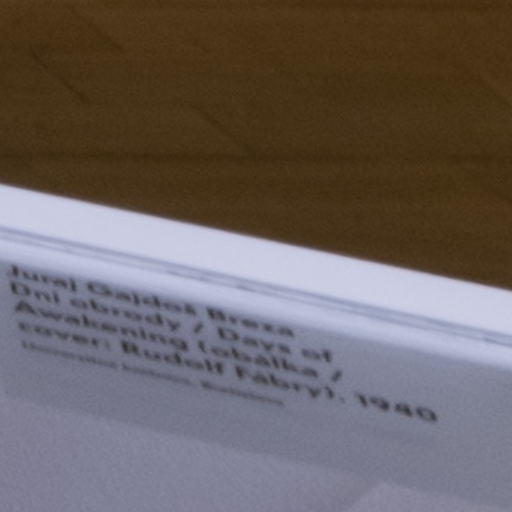 Juraj Gajdoš Breza
Dni obrody / Days of
Awakening (obálka /
cover: Rudolf Fabry). 1940